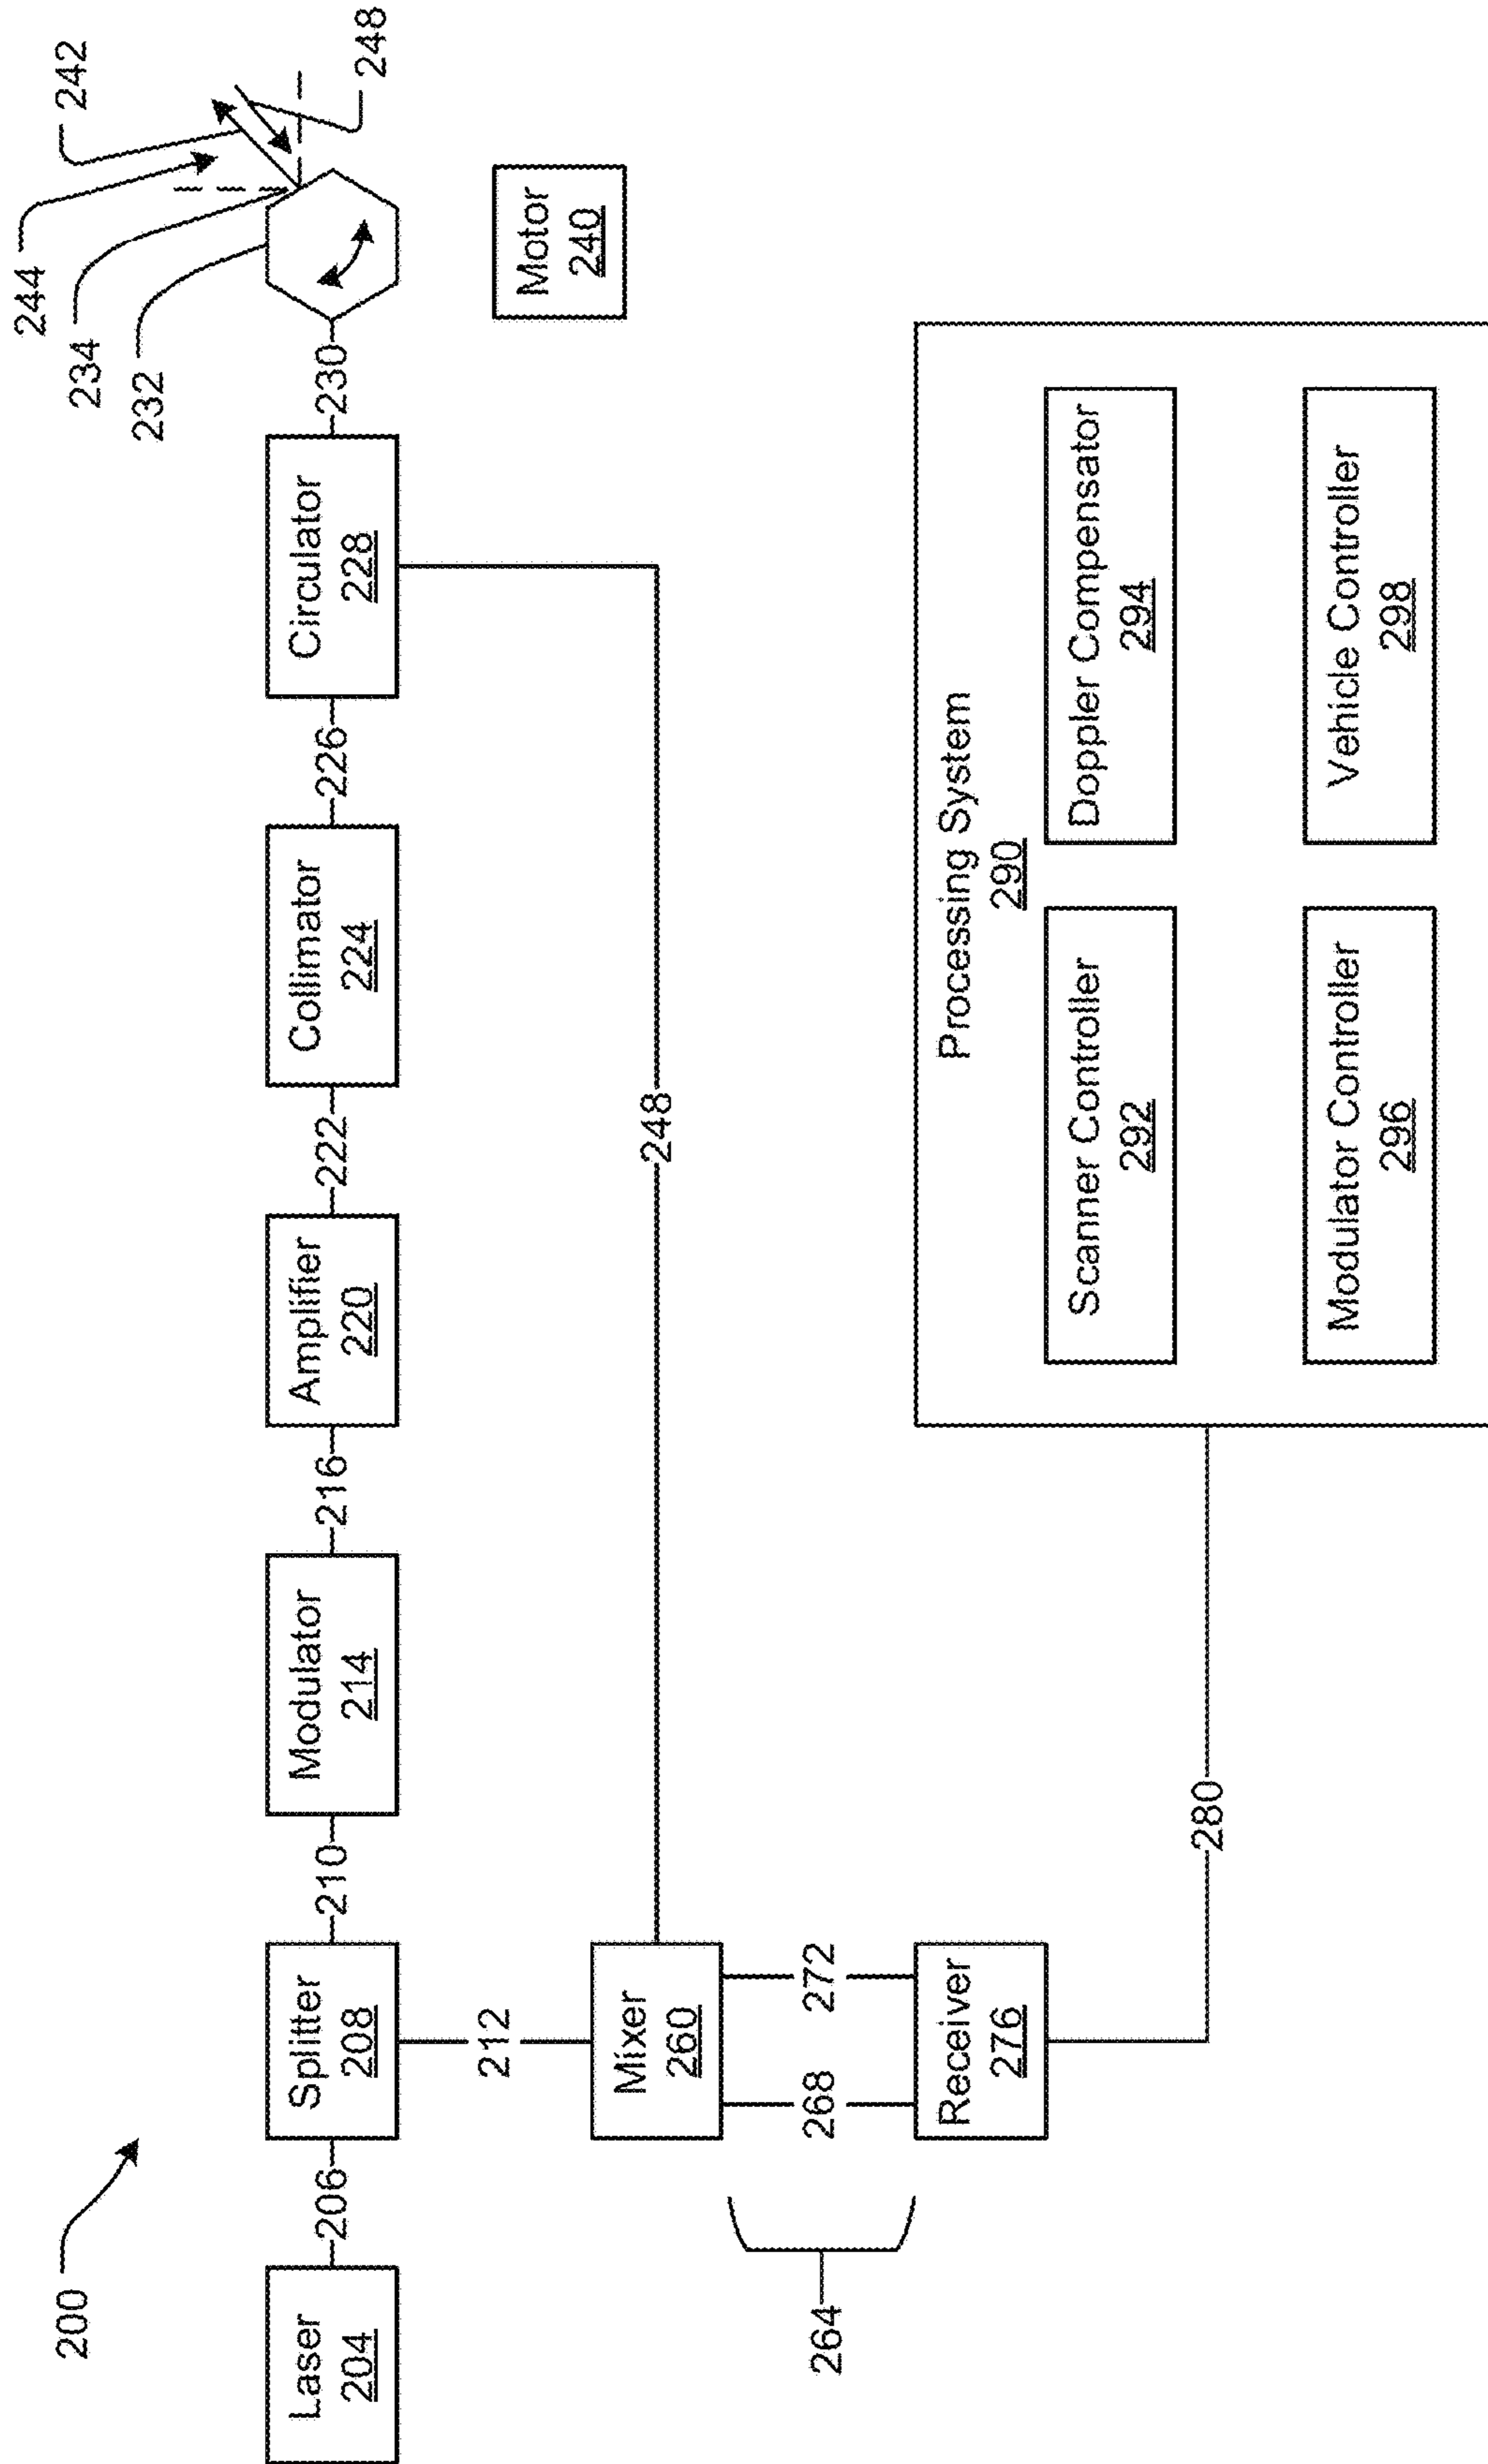 200
Laser
204
206
Splitter
208
210
Modulator
214
216
Amplifier
220
222
Collimator
224
226
Circulator
228
230
232
234
244
242
248
Motor
240
212
248
Mixer
260
264
268
272
Receiver
276
280
Processing System
290
Scanner Controller
292
Doppler Compensator
294
Modulator Controller
296
Vehicle Controller
298